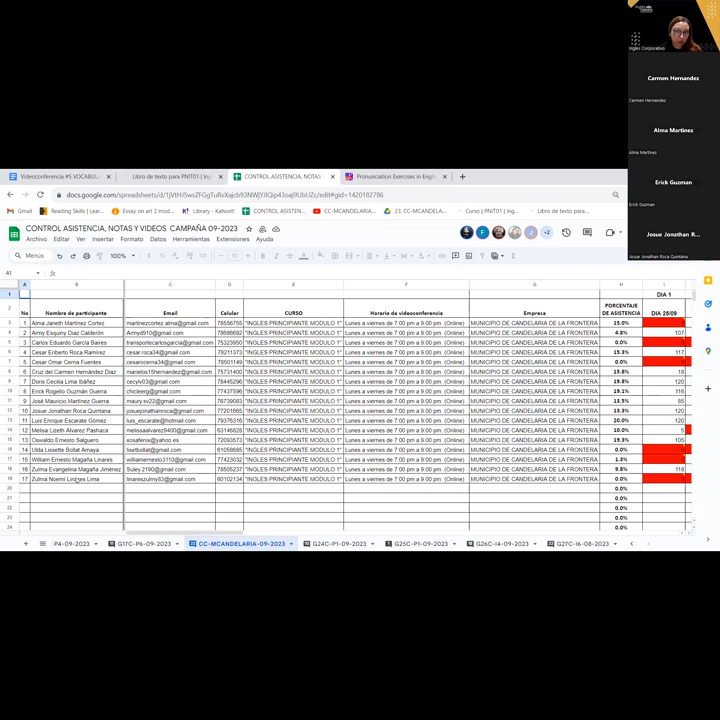 Ingles Corporativo
Carmen Hernandez
Carmen Hernandez
Alma Martinez
Alma Martinez
Erick Guzman
Erick Guzman
Josue Jonathan R...
Josue Jonathan Roca Quintana
Videoconferencia #5 VOCABUL
Libro de texto para PNIT01 | Ing
CONTROL ASISTENCIA, NOTAS
Pronunciation Exercises in Engl
docs.google.com/spreadsheets/d/1jVtHJ5wsZFGgTuRvXajcb93NWJYIlQip43oaj9UbUZc/edit#gid=1420182786
Gmail
Reading Skills | Lear...
Essay on art 2 mod...
Library - Kahoot!
CONTROL ASISTEN...
CC-MCANDELARIA-...
23. CC-MCANDELA...
Curso | PNIT01 | Ing...
Libro de texto para...
CONTROL ASISTENCIA, NOTAS Y VIDEOS CAMPAÑA 09-2023
Archivo Editar Ver Insertar Formato Datos Herramientas Extensiones Ayuda
+2
Menús 100%
A1 fx
A B C D E F G H I
DIA 1
No Nombre de participante Email Celular CURSO Horario de videoconferencia Empresa PORCENTAJE DE ASISTENCIA DÍA 25/09
1 Alma Janeth Martínez Cortez martinezcortez.alma@gmail.com 78556755 "INGLES PRINCIPIANTE MODULO 1" Lunes a viernes de 7:00 pm a 9:00 pm. (Online) MUNICIPIO DE CANDELARIA DE LA FRONTERA 15.0%
2 Army Esquiny Diaz Calderón Armyd910@gmail.com 78686692 "INGLES PRINCIPIANTE MODULO 1" Lunes a viernes de 7:00 pm a 9:00 pm. (Online) MUNICIPIO DE CANDELARIA DE LA FRONTERA 4.8% 107
3 Carlos Eduardo García Baires transportecarlosgarcia@gmail.com 75323950 "INGLES PRINCIPIANTE MODULO 1" Lunes a viernes de 7:00 pm a 9:00 pm. (Online) MUNICIPIO DE CANDELARIA DE LA FRONTERA 0.0%
4 Cesar Enberto Roca Ramírez cesar.roca34@gmail.com 79211373 "INGLES PRINCIPIANTE MODULO 1" Lunes a viernes de 7:00 pm a 9:00 pm. (Online) MUNICIPIO DE CANDELARIA DE LA FRONTERA 15.3% 117
5 Cesar Omar Cerna Fuentes cesarocerna34@gmail.com 78501149 "INGLES PRINCIPIANTE MODULO 1" Lunes a viernes de 7:00 pm a 9:00 pm. (Online) MUNICIPIO DE CANDELARIA DE LA FRONTERA 0.0%
6 Cruz del Carmen Hernández Diaz marielos15hernandez@gmail.com 75731400 "INGLES PRINCIPIANTE MODULO 1" Lunes a viernes de 7:00 pm a 9:00 pm. (Online) MUNICIPIO DE CANDELARIA DE LA FRONTERA 15.8% 18
7 Doris Cecilia Lima Ibáñez cecylv03@gmail.com 78445296 "INGLES PRINCIPIANTE MODULO 1" Lunes a viernes de 7:00 pm a 9:00 pm. (Online) MUNICIPIO DE CANDELARIA DE LA FRONTERA 19.8% 120
8 Erick Rogelio Guzmán Guerra chicleerg@gmail.com 77437596 "INGLES PRINCIPIANTE MODULO 1" Lunes a viernes de 7:00 pm a 9:00 pm. (Online) MUNICIPIO DE CANDELARIA DE LA FRONTERA 19.1% 116
9 José Mauricio Martínez Guerra maury.sv22@gmail.com 76739083 "INGLES PRINCIPIANTE MODULO 1" Lunes a viernes de 7:00 pm a 9:00 pm. (Online) MUNICIPIO DE CANDELARIA DE LA FRONTERA 13.5% 85
10 Josue Jonathan Roca Quintana josuejonathanroca@gmail.com 77201665 "INGLES PRINCIPIANTE MODULO 1" Lunes a viernes de 7:00 pm a 9:00 pm. (Online) MUNICIPIO DE CANDELARIA DE LA FRONTERA 13.3% 120
11 Luis Enrique Escarate Gómez luis_escarate@hotmail.com 79376316 "INGLES PRINCIPIANTE MODULO 1" Lunes a viernes de 7:00 pm a 9:00 pm. (Online) MUNICIPIO DE CANDELARIA DE LA FRONTERA 20.0% 120
12 Melisa Lizeth Alvarez Pashaca melissaalvarez9400@gmail.com 63146828 "INGLES PRINCIPIANTE MODULO 1" Lunes a viernes de 7:00 pm a 9:00 pm. (Online) MUNICIPIO DE CANDELARIA DE LA FRONTERA 10.0% 5
13 Oswaldo Ernesto Salguero xosafenix@yahoo.es 72093573 "INGLES PRINCIPIANTE MODULO 1" Lunes a viernes de 7:00 pm a 9:00 pm. (Online) MUNICIPIO DE CANDELARIA DE LA FRONTERA 19.3% 105
14 Ulda Lissette Bollat Amaya lisetbollat@gmail.com 61058685 "INGLES PRINCIPIANTE MODULO 1" Lunes a viernes de 7:00 pm a 9:00 pm. (Online) MUNICIPIO DE CANDELARIA DE LA FRONTERA 0.0%
15 William Ernesto Magaña Linares williamernesto3110@gmail.com 77423032 "INGLES PRINCIPIANTE MODULO 1" Lunes a viernes de 7:00 pm a 9:00 pm. (Online) MUNICIPIO DE CANDELARIA DE LA FRONTERA 1.3%
16 Zulma Evangelina Magaña Jiménez Suley.2190@gmail.com 78505237 "INGLES PRINCIPIANTE MODULO 1" Lunes a viernes de 7:00 pm a 9:00 pm. (Online) MUNICIPIO DE CANDELARIA DE LA FRONTERA 9.8% 118
17 Zulma Noemí Linares Lima linareszulmy83@gmail.com 60102134 "INGLES PRINCIPIANTE MODULO 1" Lunes a viernes de 7:00 pm a 9:00 pm. (Online) MUNICIPIO DE CANDELARIA DE LA FRONTERA 0.0%
0.0%
0.0%
0.0%
0.0%
0.0%
P4-09-2023 G17C-P6-09-2023 CC-MCANDELARIA-09-2023 G24C-P1-09-2023 G25C-P1-09-2023 G26C-I4-09-2023 G27C-I6-08-2023